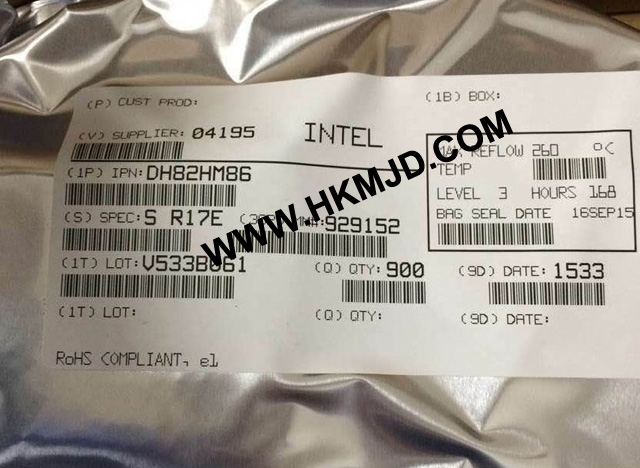 (P) CUST PROD:
(1B) BOX:
(V) SUPPLIER: 04195
INTEL
MAX REFLOW 260 °C
TEMP
LEVEL 3 HOURS 168
BAG SEAL DATE 16SEP15
(1P) IPN: DH82HM86
(S) SPEC: S R17E
929152
(1T) LOT: V533B061
(Q) QTY: 900
(9D) DATE: 1533
(1T) LOT:
(Q) QTY:
(9D) DATE:
RoHS COMPLIANT, e1
WWW.HKMJD.COM